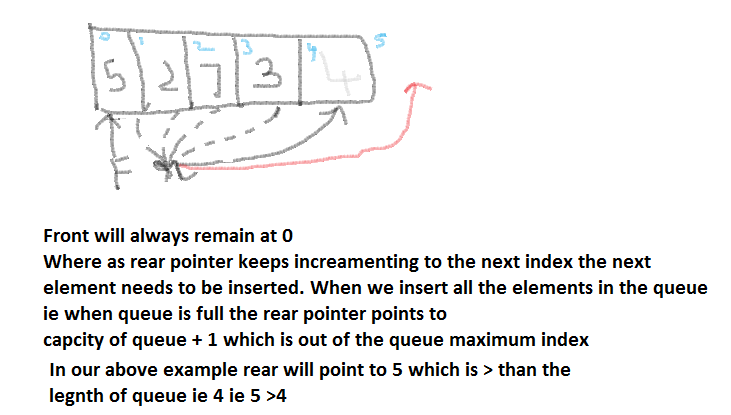 0 1 2 3 4 5
5 2 7 3 4
F
Front will always remain at 0
Where as rear pointer keeps increamenting to the next index the next
element needs to be inserted. When we insert all the elements in the queue
ie when queue is full the rear pointer points to
capcity of queue + 1 which is out of the queue maximum index
In our above example rear will point to 5 which is > than the
legnth of queue ie 4 ie 5 >4